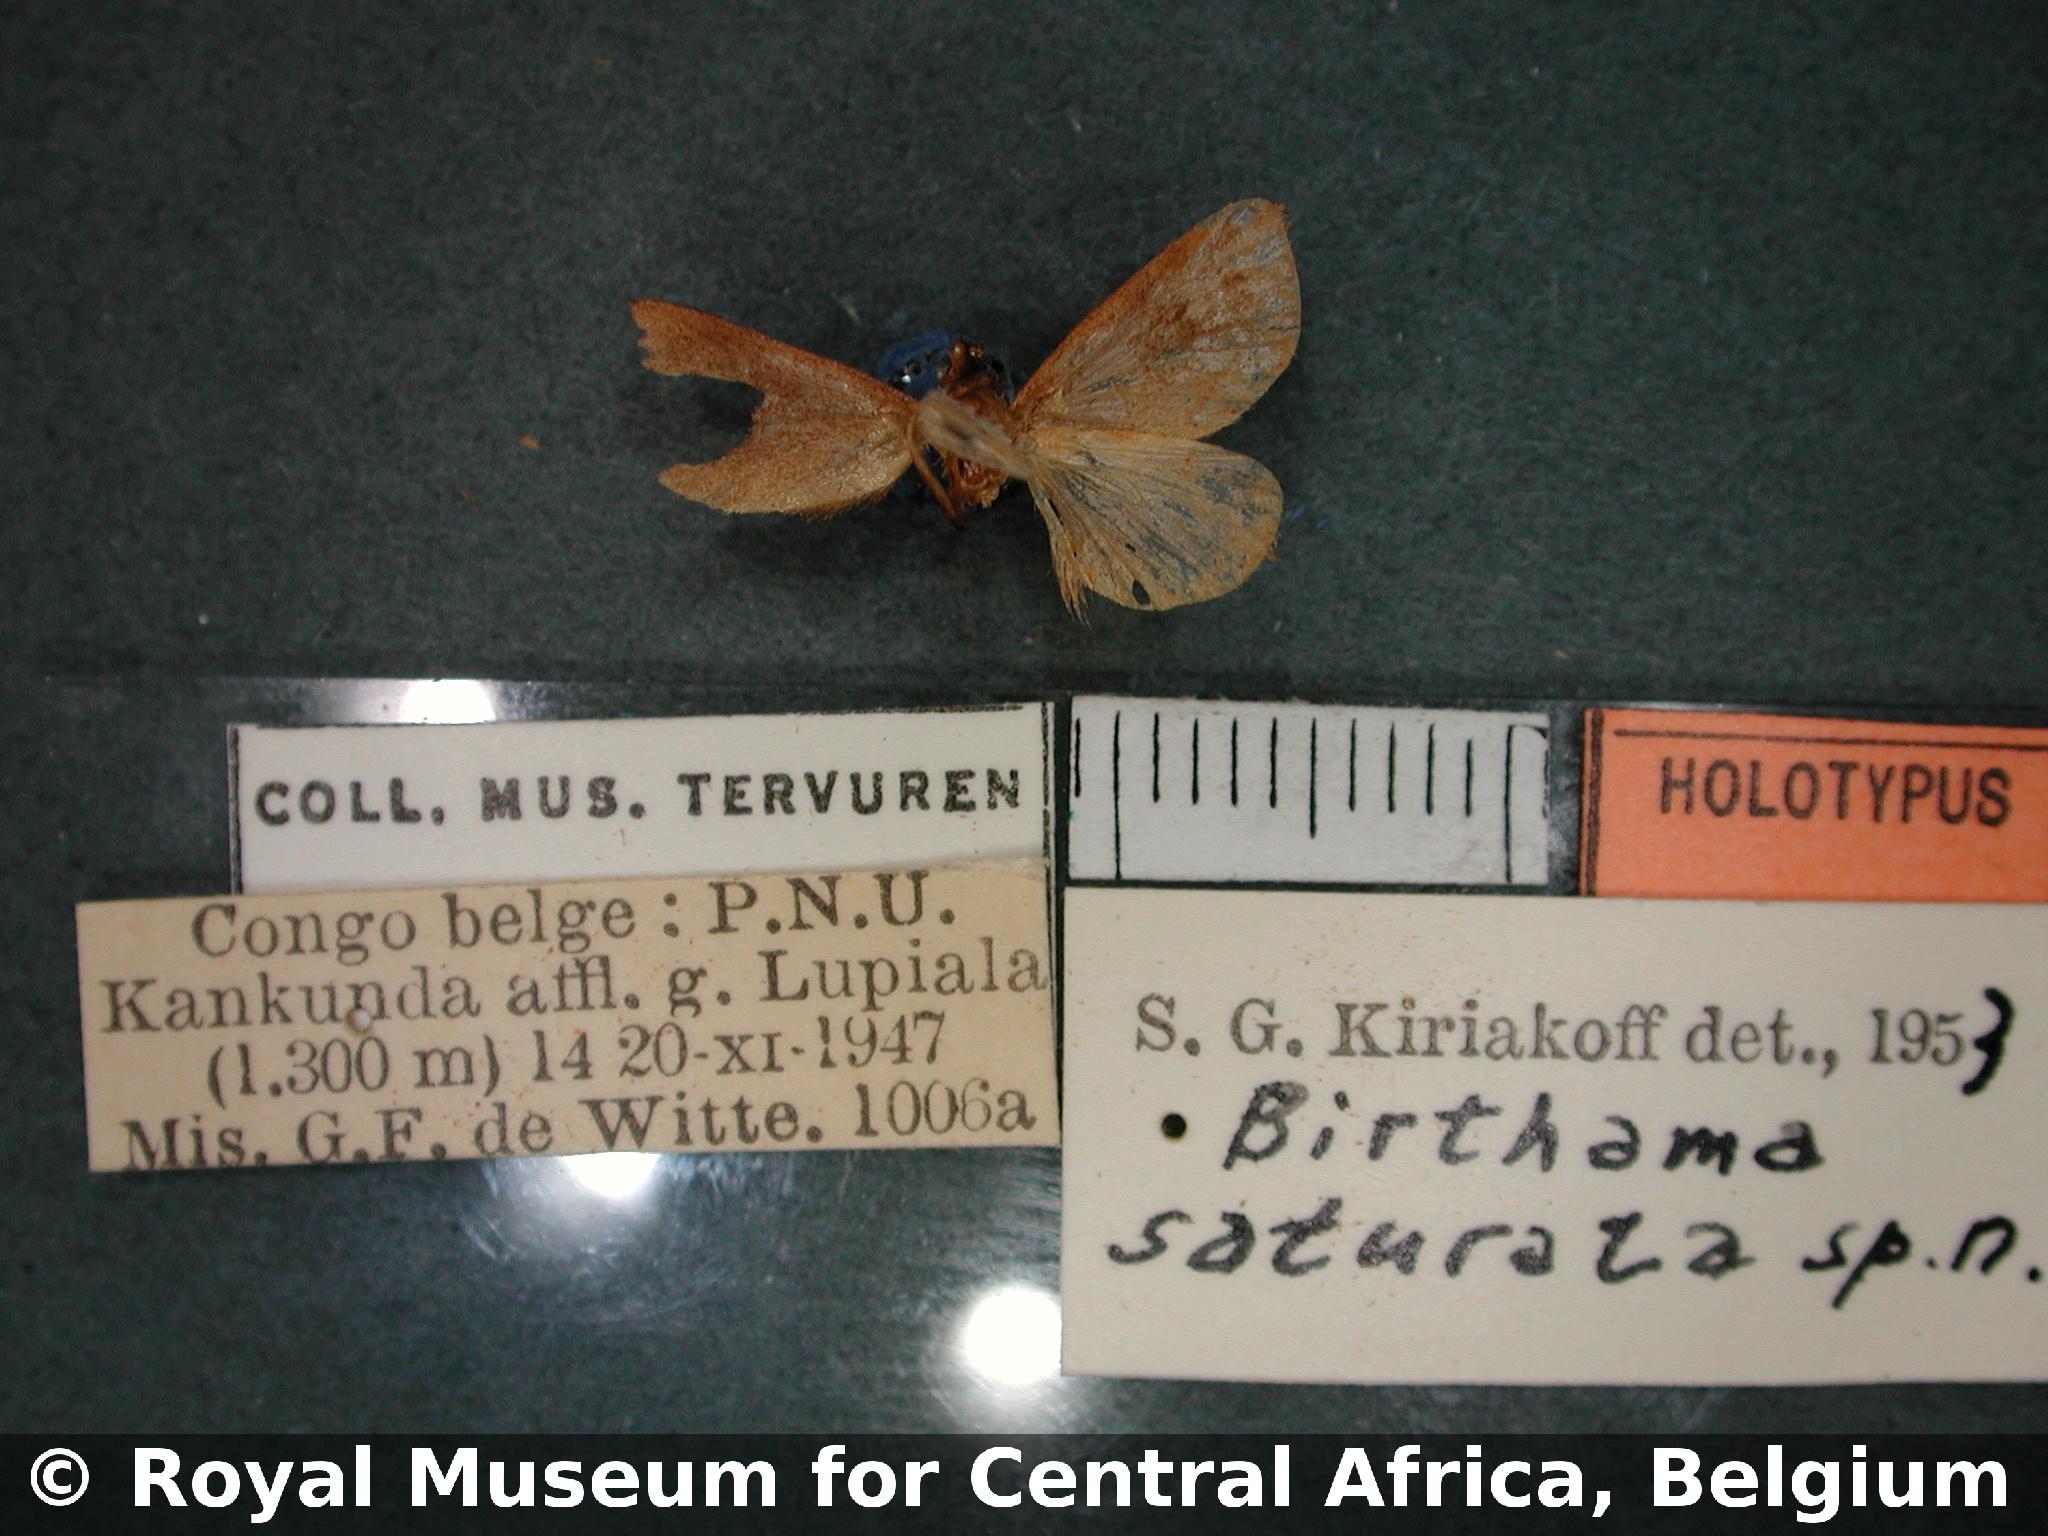 COLL. MUS. TERVUREN
Congo belge : P.N.U.
Kankunda affl. g. Lupiala
(1.300 m) 14 20-XI-1947
Mis. G.F. de Witte. 1006a
HOLOTYPUS
S. G. Kiriakoff det., 1953
• Birthama
saturata sp.n.
© Royal Museum for Central Africa, Belgium